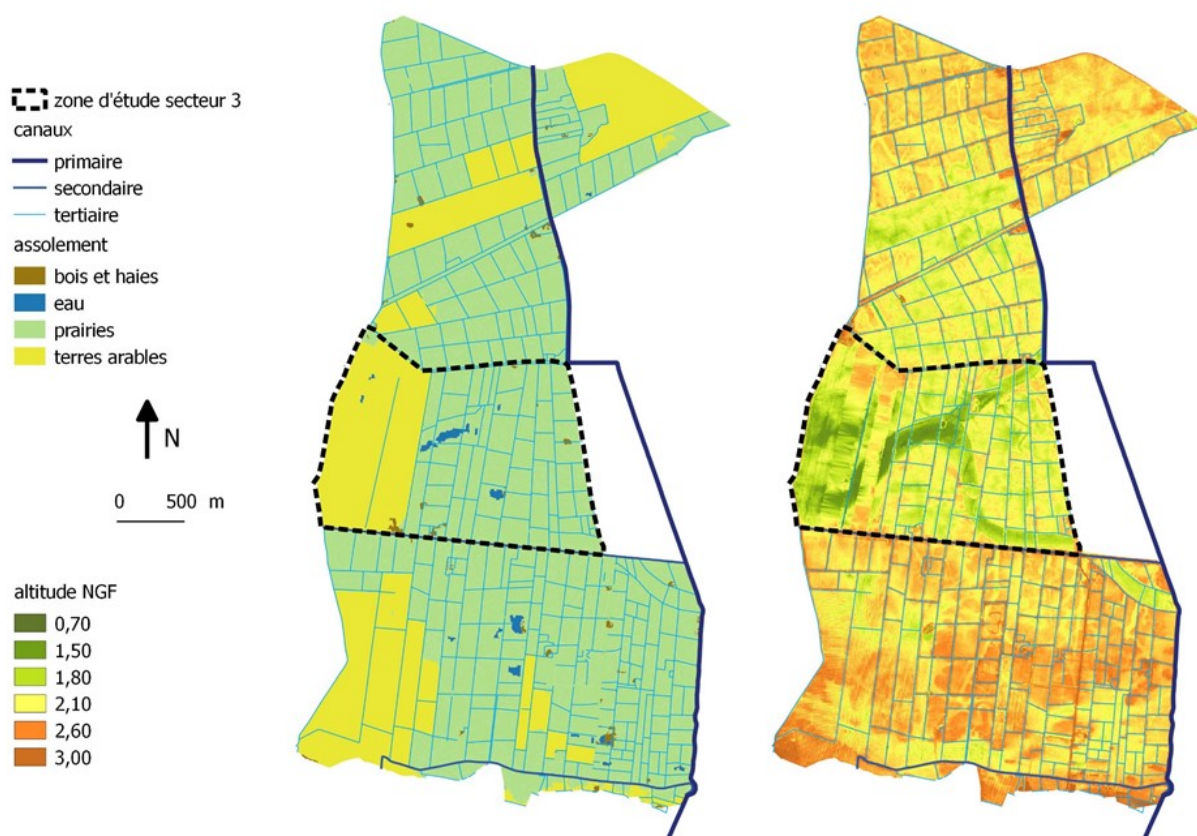 zone d'étude secteur 3
canaux
primaire
secondaire
tertiaire
assolement
bois et haies
eau
prairies
terres arables
N
0 500 m
altitude NGF
0,70
1,50
1,80
2,10
2,60
3,00